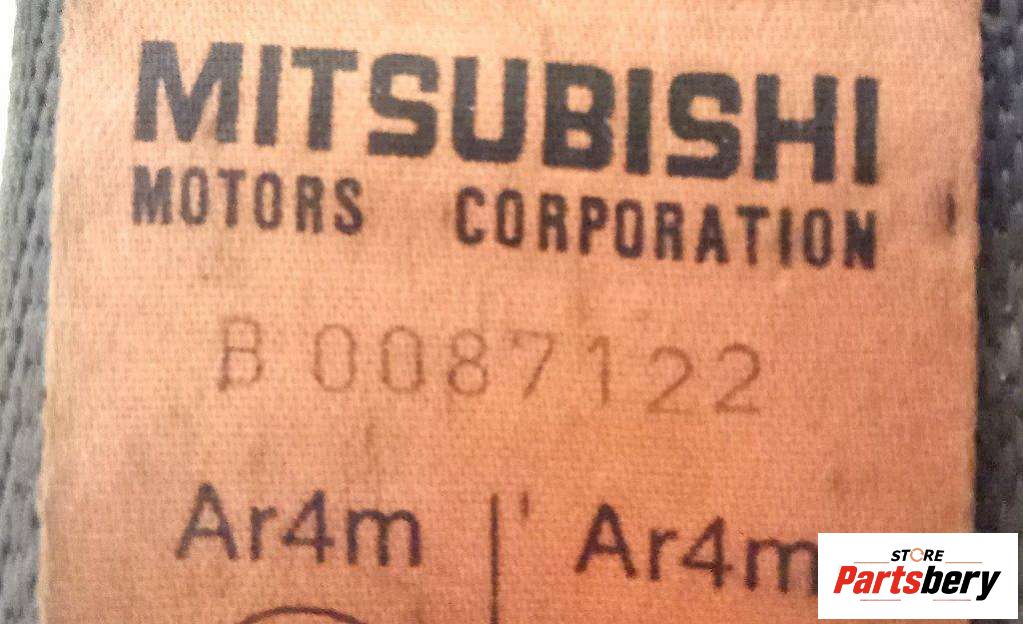 MITSUBISHI
MOTORS CORPORATION
B 0087122
Ar4m Ar4m
STORE
Partsbery